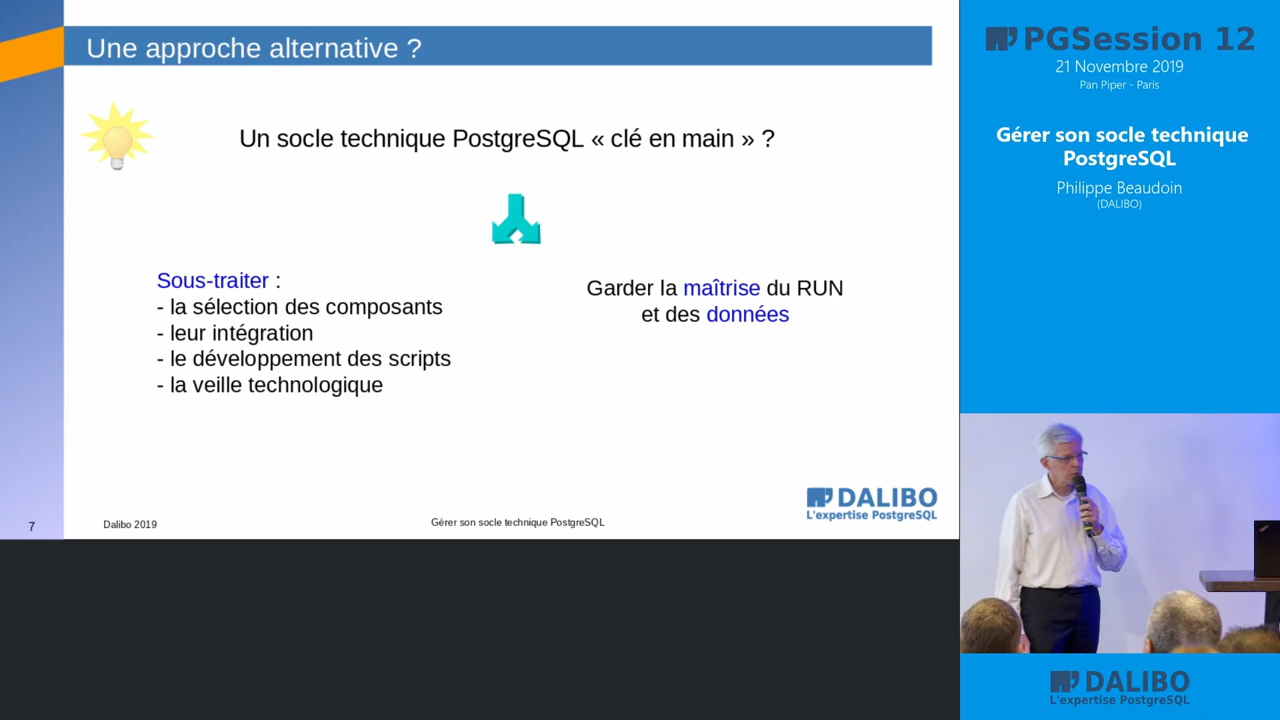 Une approche alternative ?
Un socle technique PostgreSQL « clé en main » ?
Sous-traiter :
- la sélection des composants
- leur intégration
- le développement des scripts
- la veille technologique
Garder la maîtrise du RUN
et des données
DALIBO
L'expertise PostgreSQL
7
Dalibo 2019
Gérer son socle technique PostgreSQL
PGSession 12
21 Novembre 2019
Pan Piper - Paris
Gérer son socle technique
PostgreSQL
Philippe Beaudoin
(DALIBO)
DALIBO
L'expertise PostgreSQL